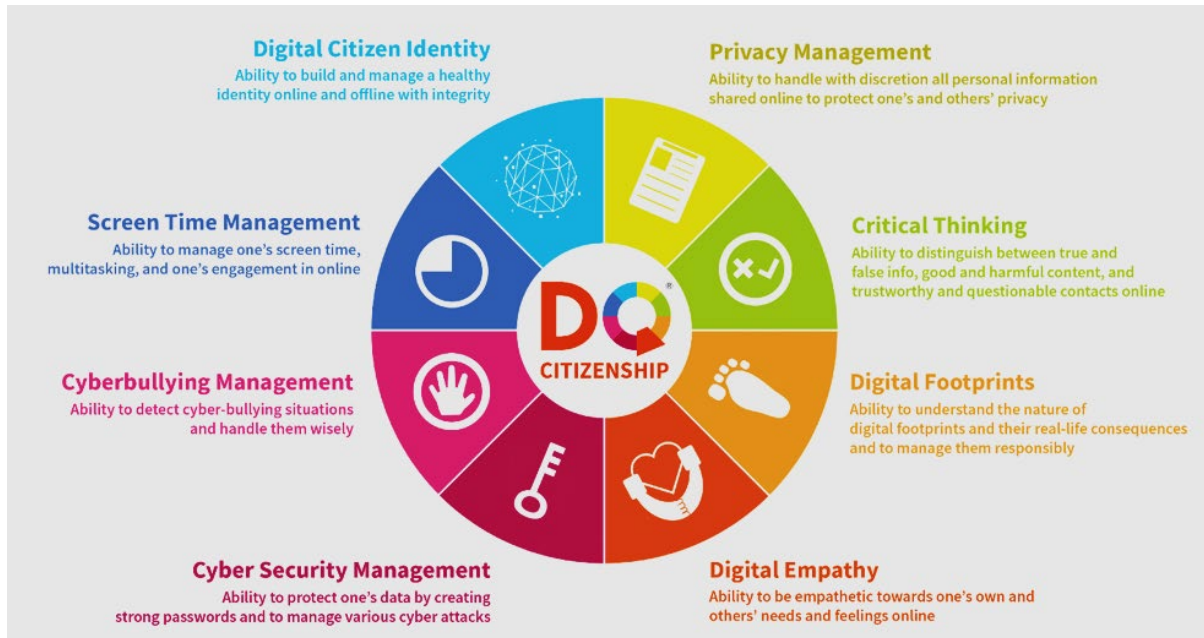 Digital Citizen Identity
Ability to build and manage a healthy
identity online and offline with integrity
Privacy Management
Ability to handle with discretion all personal information
shared online to protect one's and others' privacy
Screen Time Management
Ability to manage one's screen time,
multitasking, and one's engagement in online
Critical Thinking
Ability to distinguish between true and
false info, good and harmful content, and
trustworthy and questionable contacts online
DQ®
CITIZENSHIP
Cyberbullying Management
Ability to detect cyber-bullying situations
and handle them wisely
Digital Footprints
Ability to understand the nature of
digital footprints and their real-life consequences
and to manage them responsibly
Cyber Security Management
Ability to protect one's data by creating
strong passwords and to manage various cyber attacks
Digital Empathy
Ability to be empathetic towards one's own and
others' needs and feelings online